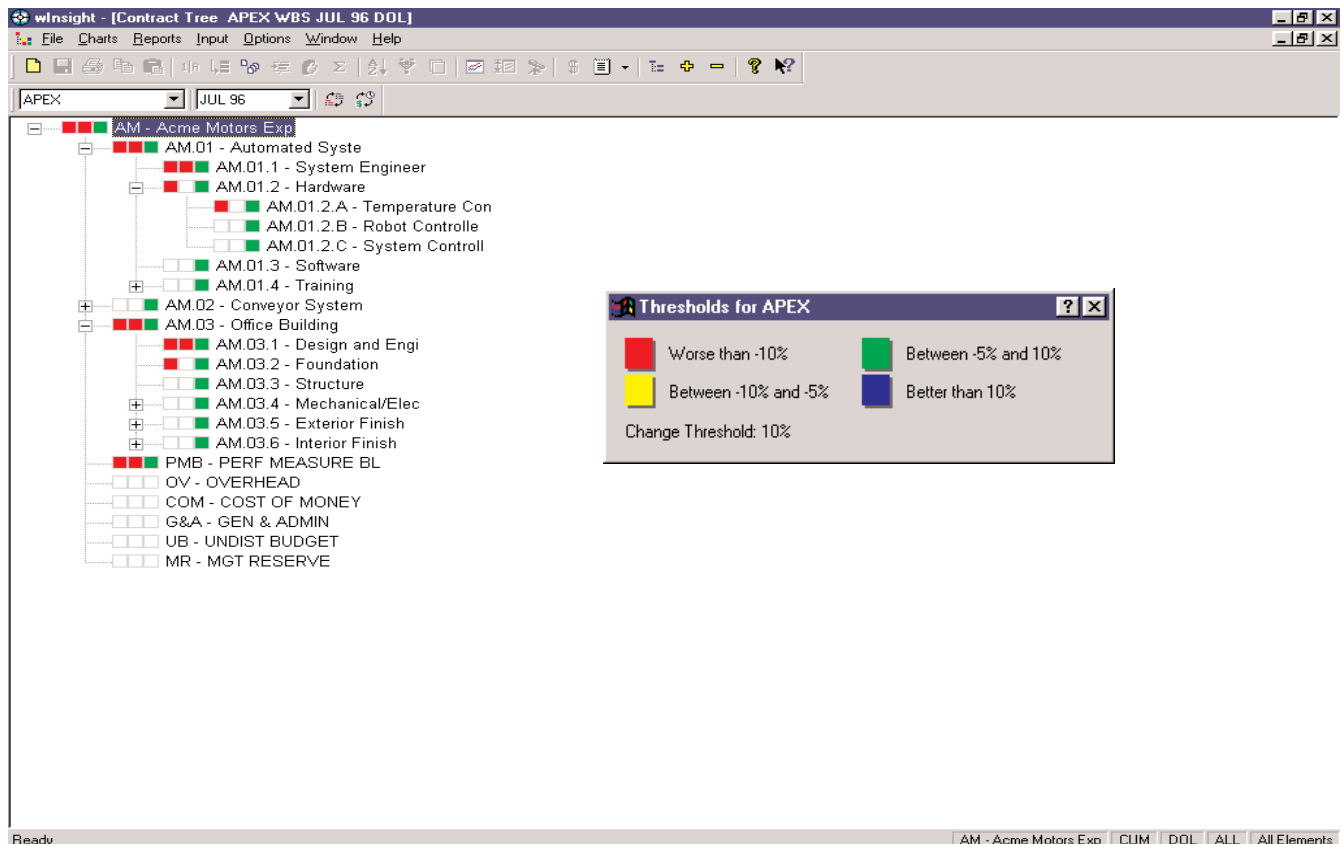 wInsight - [Contract Tree APEX WBS JUL 96 DOL]
File Charts Reports Input Options Window Help
APEX JUL 96
AM - Acme Motors Exp
AM.01 - Automated Syste
AM.01.1 - System Engineer
AM.01.2 - Hardware
AM.01.2.A - Temperature Con
AM.01.2.B - Robot Controlle
AM.01.2.C - System Controll
AM.01.3 - Software
AM.01.4 - Training
AM.02 - Conveyor System
AM.03 - Office Building
AM.03.1 - Design and Engi
AM.03.2 - Foundation
AM.03.3 - Structure
AM.03.4 - Mechanical/Elec
AM.03.5 - Exterior Finish
AM.03.6 - Interior Finish
PMB - PERF MEASURE BL
OV - OVERHEAD
COM - COST OF MONEY
G&A - GEN & ADMIN
UB - UNDIST BUDGET
MR - MGT RESERVE
Thresholds for APEX
Worse than -10% Between -5% and 10%
Between -10% and -5% Better than 10%
Change Threshold: 10%
Ready AM - Acme Motors Exp CUM DOL ALL All Elements